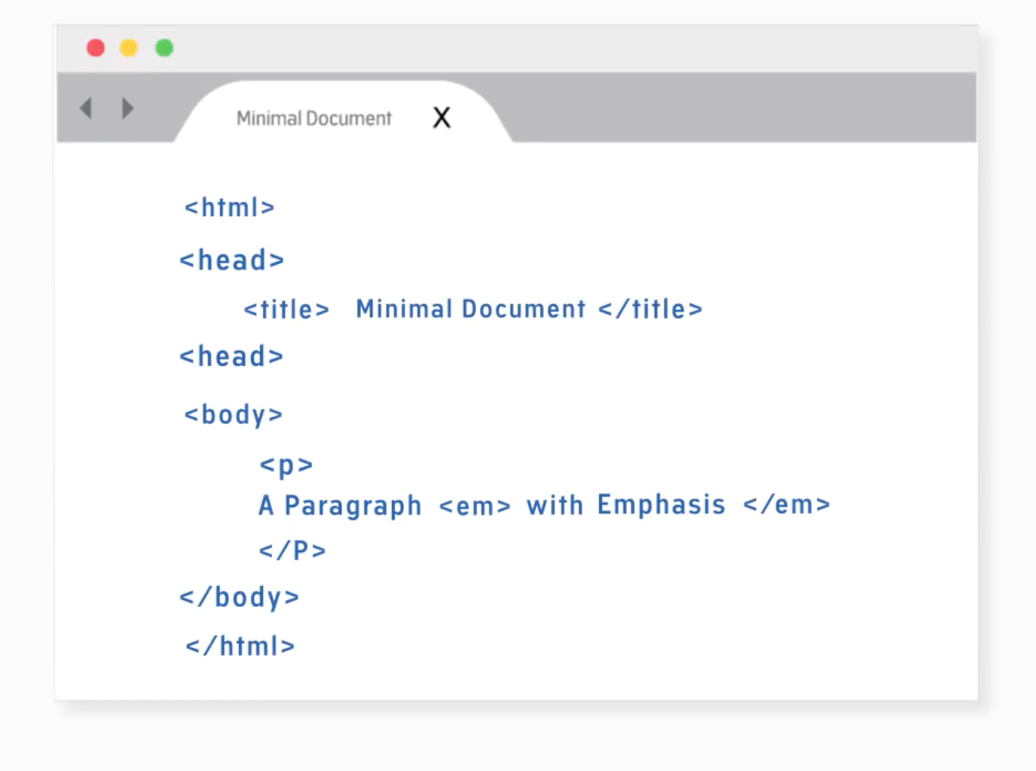 Minimal Document X
<html>
<head>
<title> Minimal Document </title>
<head>
<body>
<p>
A Paragraph <em> with Emphasis </em>
</P>
</body>
</html>